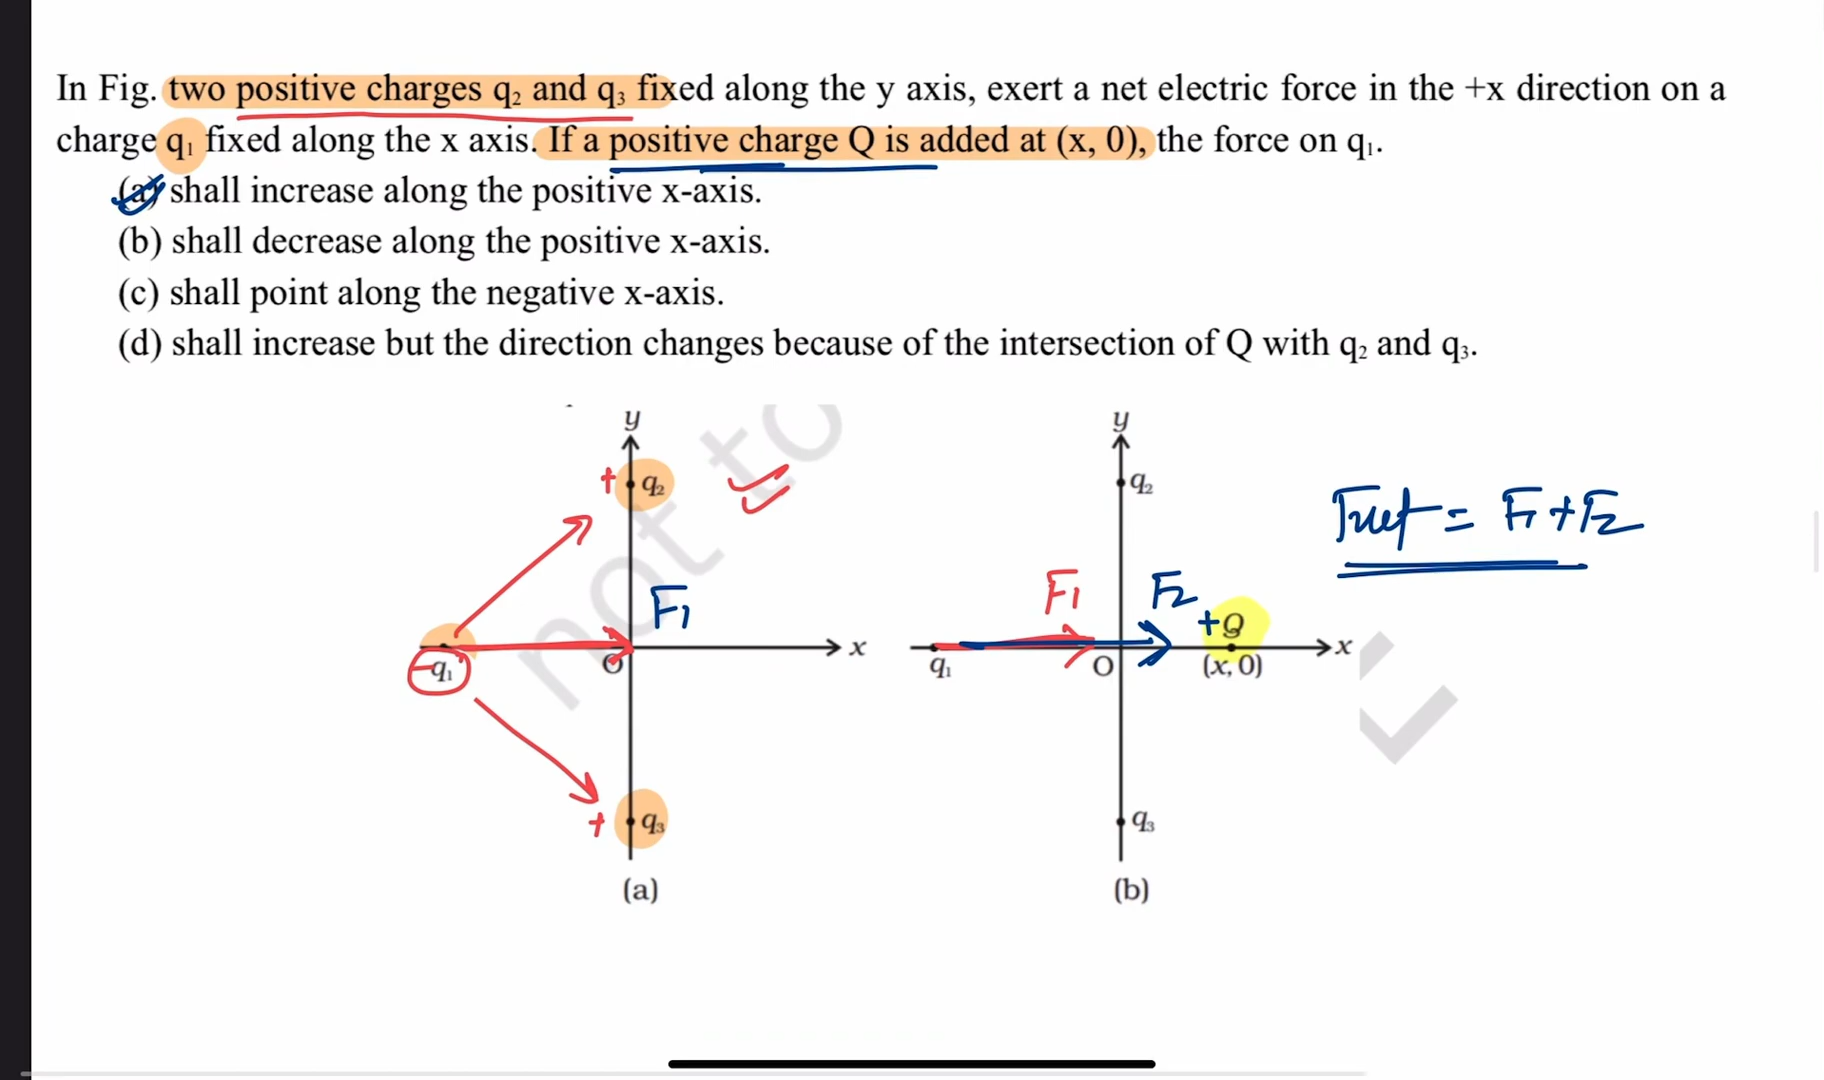 In Fig. two positive charges q₂ and q₃ fixed along the y axis, exert a net electric force in the +x direction on a
charge q₁ fixed along the x axis. If a positive charge Q is added at (x, 0), the force on q₁.
(a) shall increase along the positive x-axis.
(b) shall decrease along the positive x-axis.
(c) shall point along the negative x-axis.
(d) shall increase but the direction changes because of the intersection of Q with q₂ and q₃.
not to
y
+ q₂
F₁
x
O
-q₁
+ q₃
(a)
y
q₂
Fnet = F₁+F₂
F₁
F₂
+Q
x
q₁
O
(x, 0)
q₃
(b)